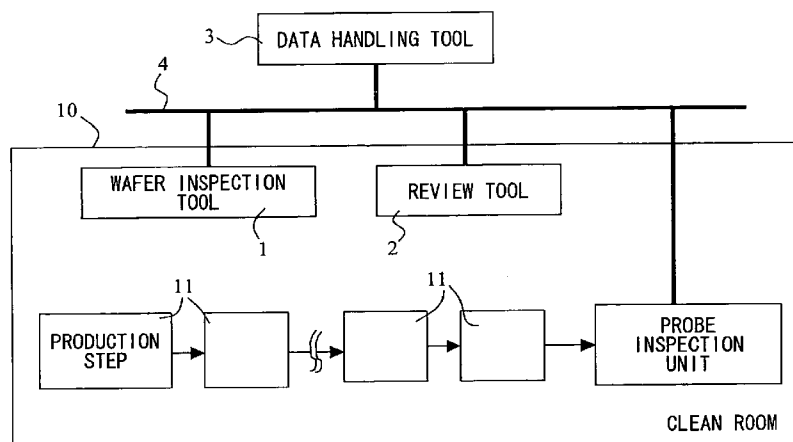 3
DATA HANDLING TOOL
4
10
WAFER INSPECTION
TOOL
1
REVIEW TOOL
2
11
11
PRODUCTION
STEP
PROBE
INSPECTION
UNIT
CLEAN ROOM